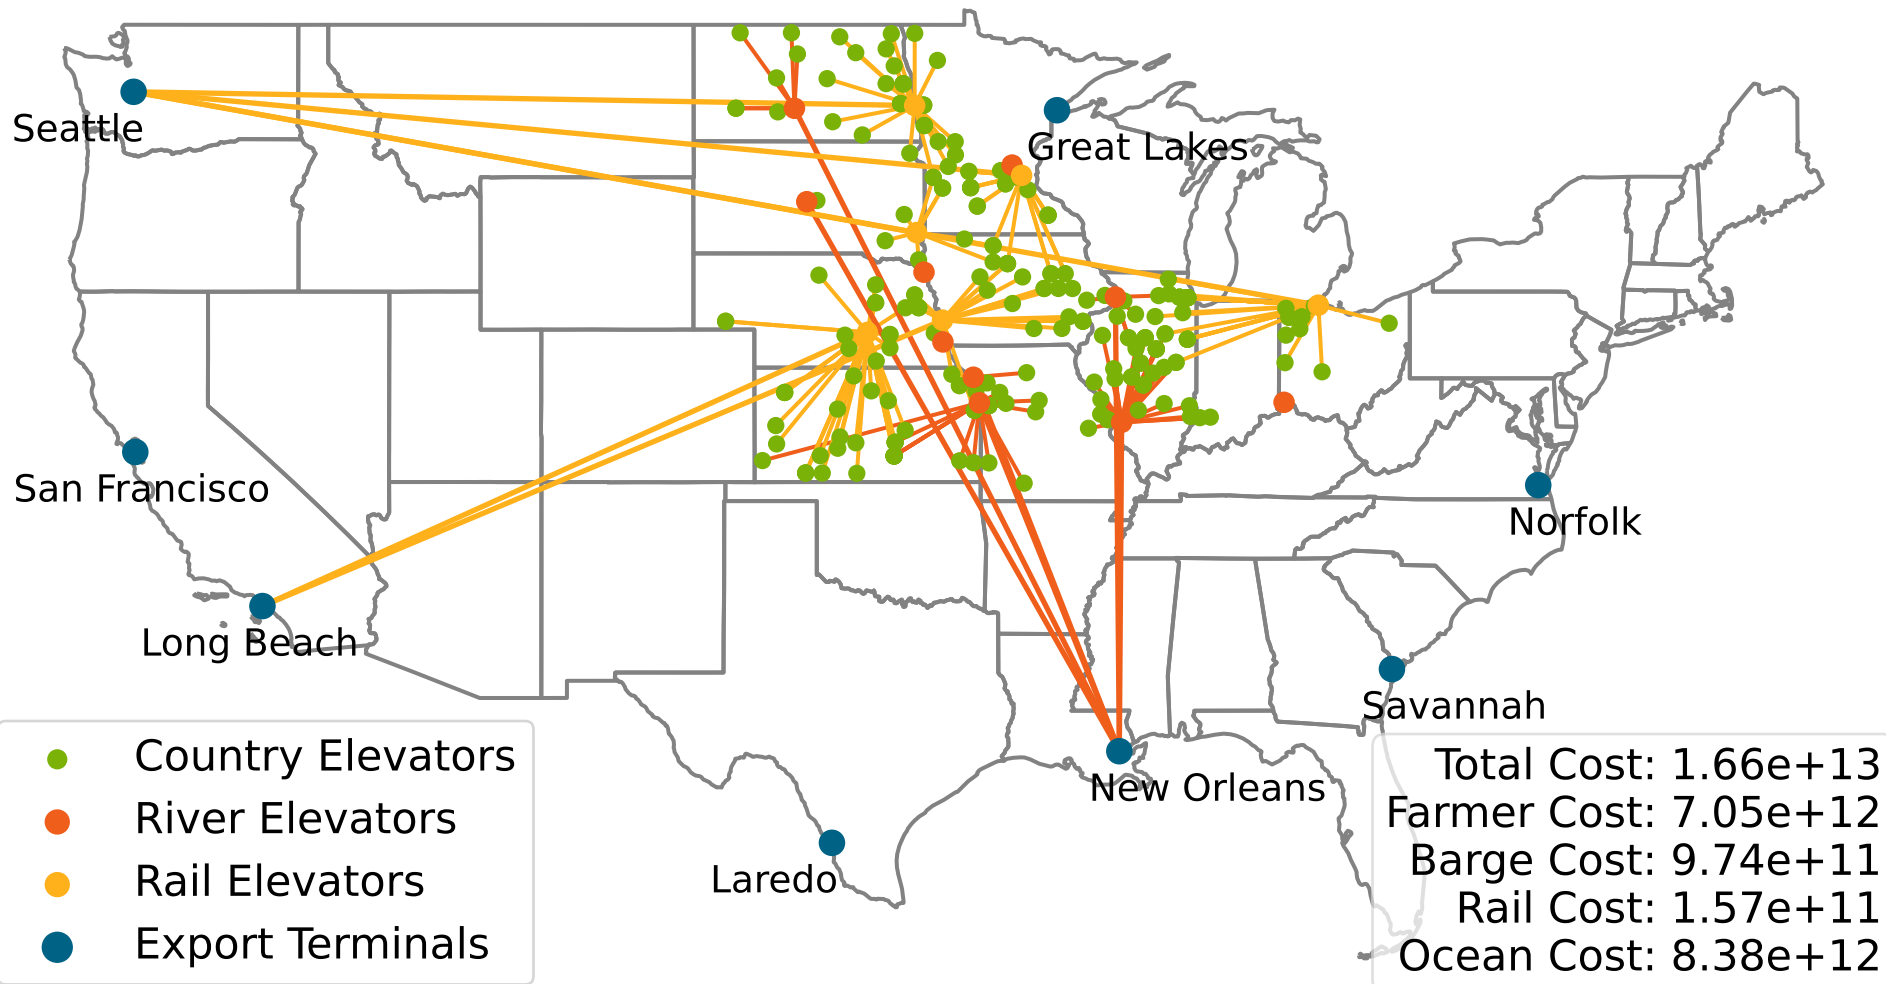 Seattle
Great Lakes
San Francisco
Norfolk
Long Beach
Savannah
New Orleans
Laredo
Country Elevators
River Elevators
Rail Elevators
Export Terminals
Total Cost: 1.66e+13
Farmer Cost: 7.05e+12
Barge Cost: 9.74e+11
Rail Cost: 1.57e+11
Ocean Cost: 8.38e+12